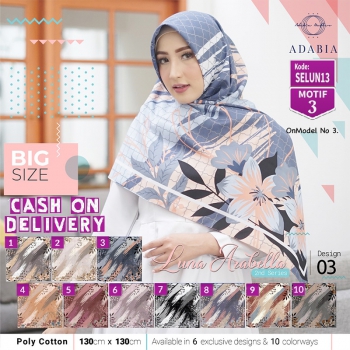 ADABIA
Kode:
SELUN13
MOTIF
3
OnModel No 3.
BIG
SIZE
CASH ON
DELIVERY
Luna Arabella
Design
03
1
2
3
4
5
6
7
8
9
10
Poly Cotton
130cm x 130cm
Available in 6 exclusive designs & 10 colorways